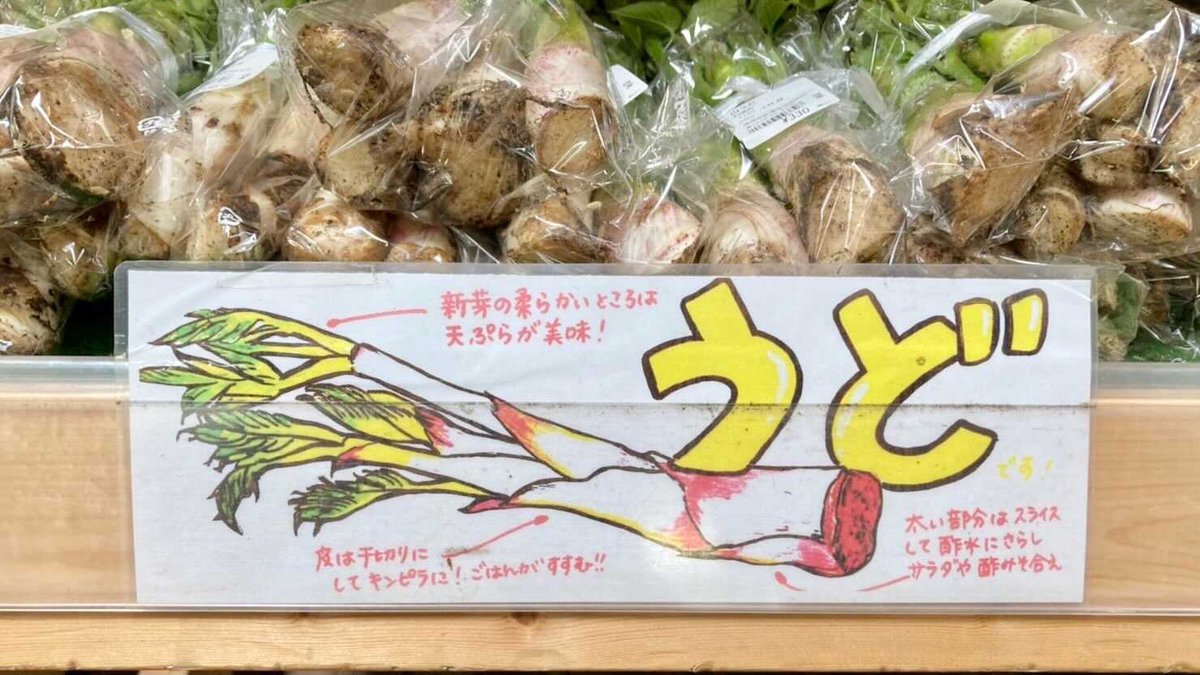 新芽の柔らかいところは
天ぷらが美味！
うど
です！
皮は千切りに
してキンピラに！ごはんがすすむ!!
太い部分はスライス
して酢水にさらし
サラダや酢みそ合え